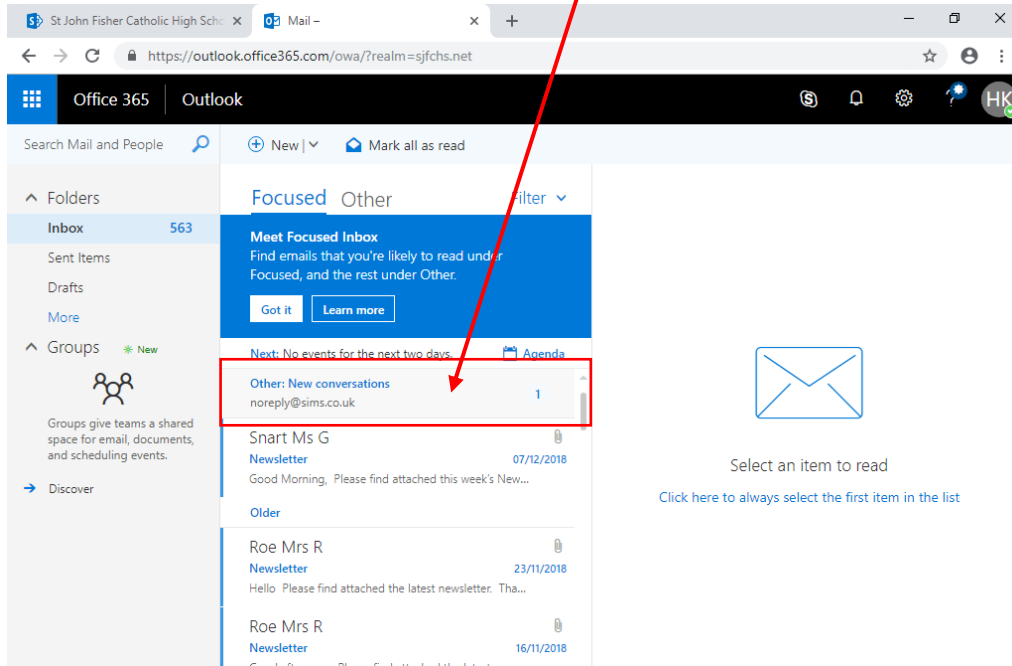 St John Fisher Catholic High Scho
Mail –
https://outlook.office365.com/owa/?realm=sjfchs.net
Office 365 Outlook
HK
Search Mail and People
New
Mark all as read
Folders
Inbox 563
Sent Items
Drafts
More
Groups New
Groups give teams a shared
space for email, documents,
and scheduling events.
Discover
Focused Other Filter
Meet Focused Inbox
Find emails that you're likely to read under
Focused, and the rest under Other.
Got it Learn more
Next: No events for the next two days. Agenda
Other: New conversations
noreply@sims.co.uk
1
Snart Ms G
Newsletter 07/12/2018
Good Morning, Please find attached this week's New...
Older
Roe Mrs R
Newsletter 23/11/2018
Hello Please find attached the latest newsletter. Tha...
Roe Mrs R
Newsletter 16/11/2018
Select an item to read
Click here to always select the first item in the list